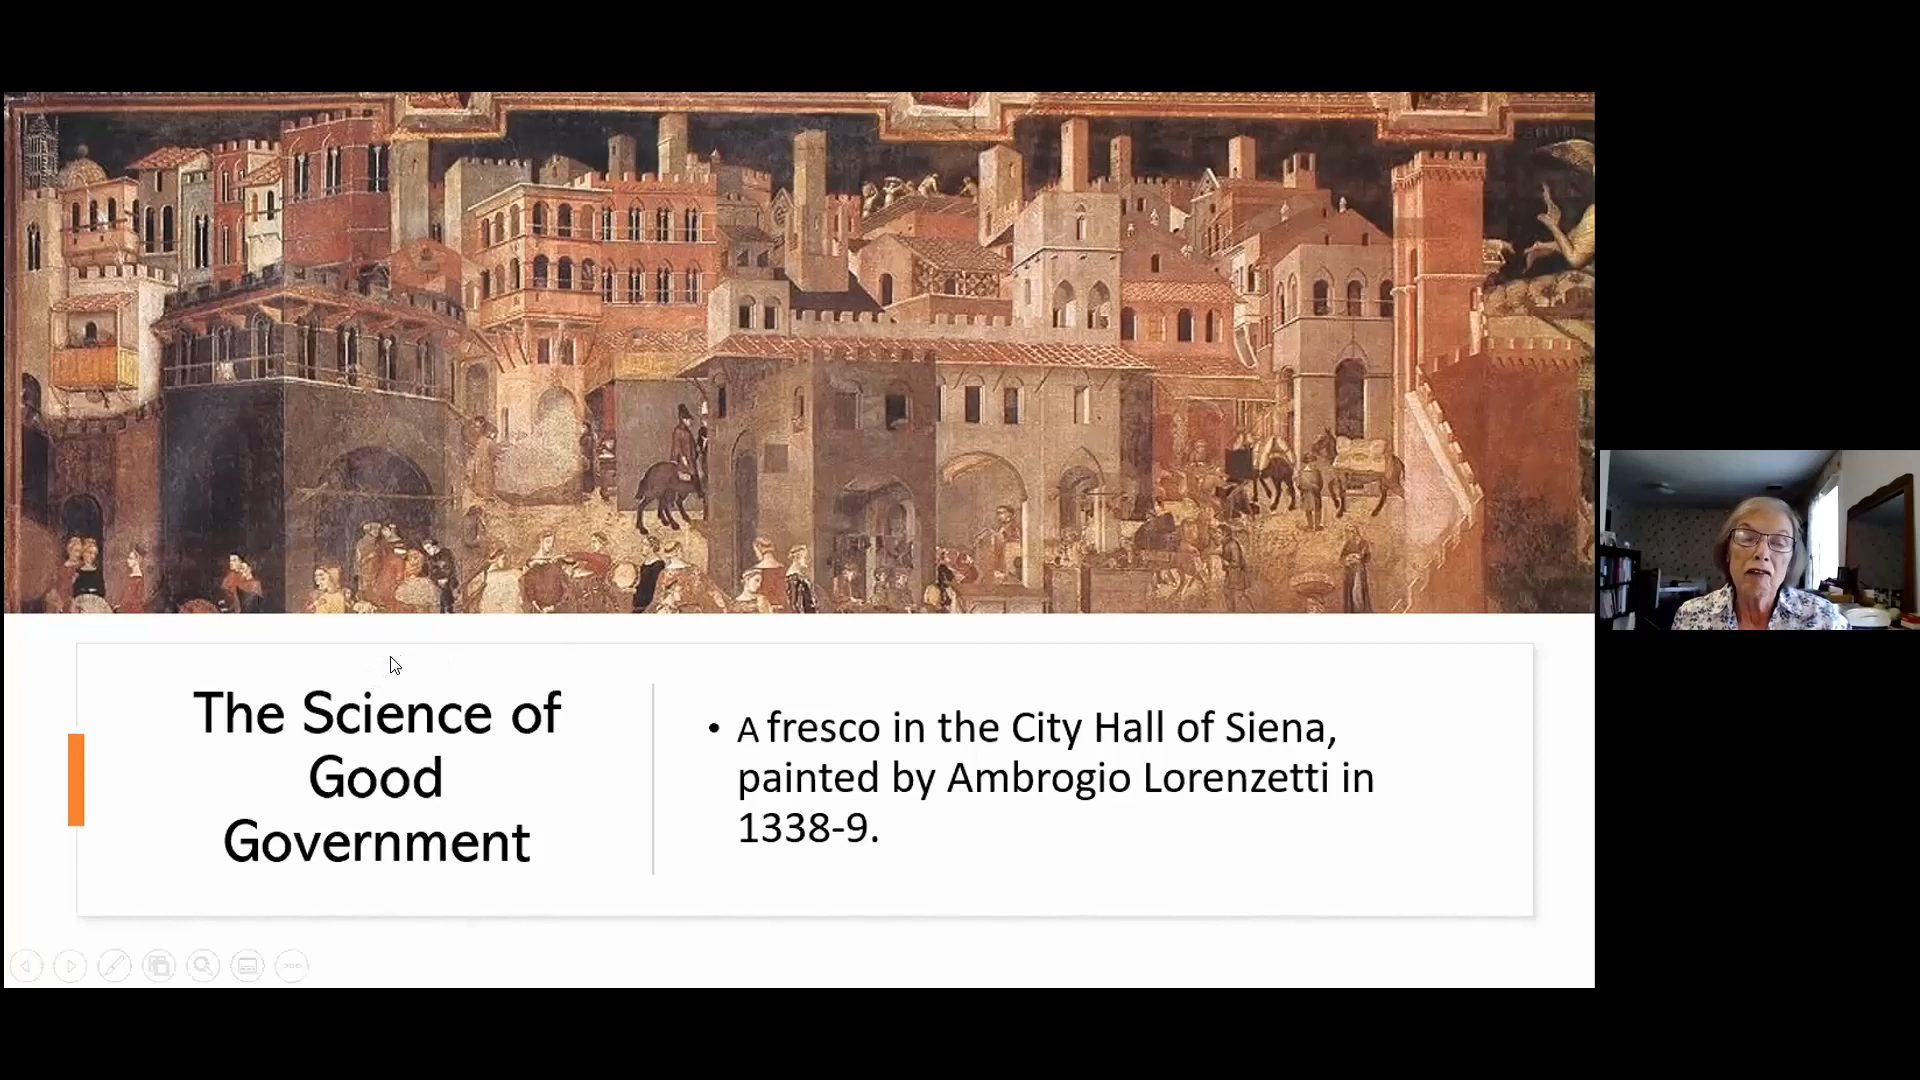 The Science of
Good
Government
• A fresco in the City Hall of Siena,
painted by Ambrogio Lorenzetti in
1338-9.